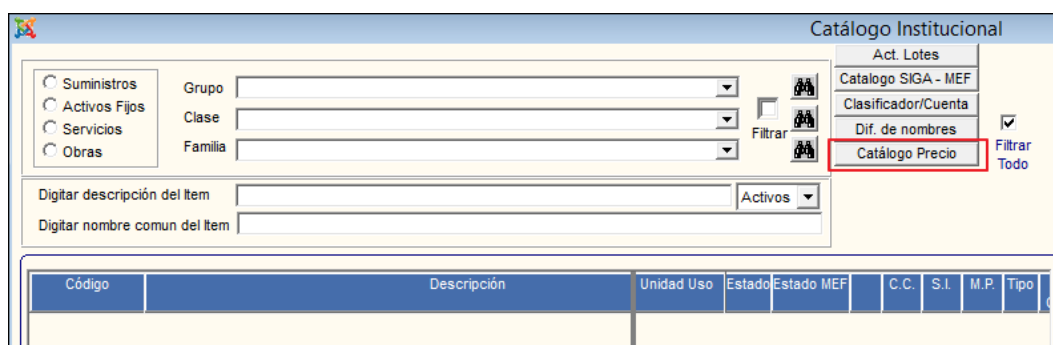 Catálogo Institucional
Act. Lotes
Suministros
Activos Fijos
Servicios
Obras
Grupo
Clase
Familia
Filtrar
Catalogo SIGA - MEF
Clasificador/Cuenta
Dif. de nombres
Catálogo Precio
Filtrar
Todo
Digitar descripción del Item
Activos
Digitar nombre comun del Item
Código Descripción Unidad Uso Estado Estado MEF C.C. S.I. M.P. Tipo